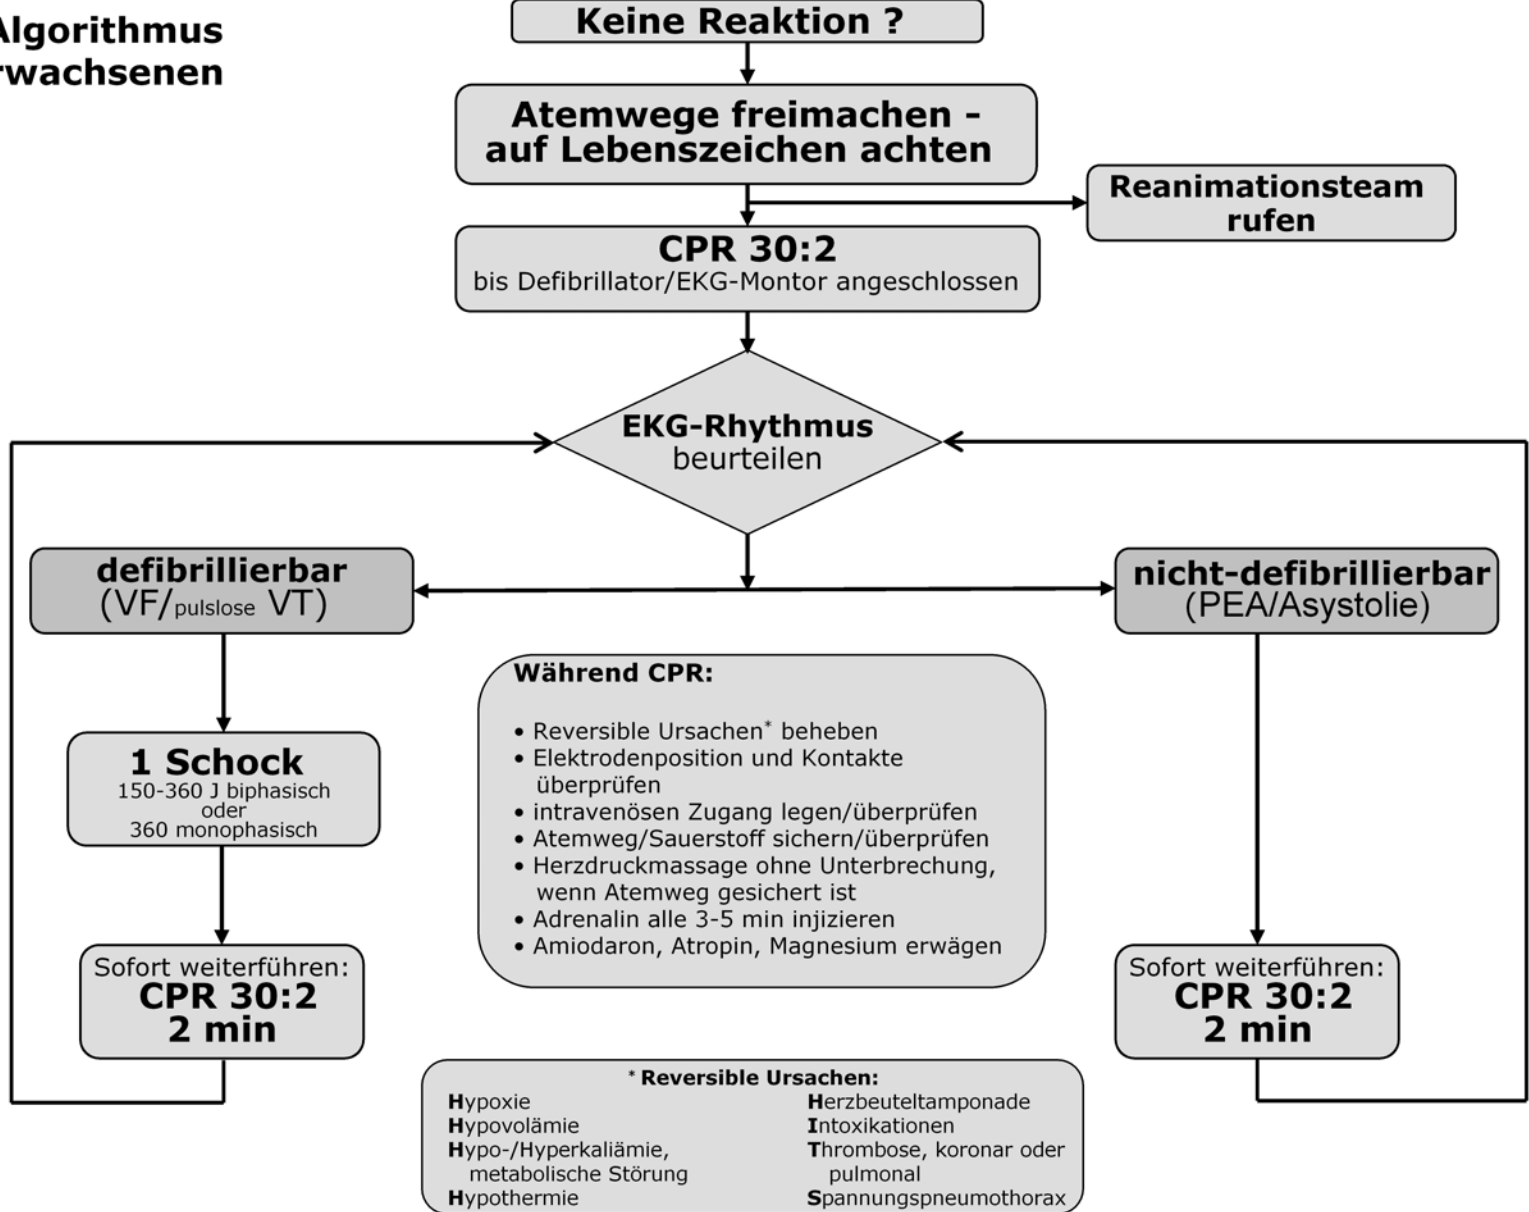 Algorithmus
rwachsenen
Keine Reaktion ?
Atemwege freimachen -
auf Lebenszeichen achten
Reanimationsteam
rufen
CPR 30:2
bis Defibrillator/EKG-Montor angeschlossen
EKG-Rhythmus
beurteilen
defibrillierbar
(VF/pulslose VT)
nicht-defibrillierbar
(PEA/Asystolie)
1 Schock
150-360 J biphasisch
oder
360 monophasisch
Während CPR:
• Reversible Ursachen* beheben
• Elektrodenposition und Kontakte
überprüfen
• intravenösen Zugang legen/überprüfen
• Atemweg/Sauerstoff sichern/überprüfen
• Herzdruckmassage ohne Unterbrechung,
wenn Atemweg gesichert ist
• Adrenalin alle 3-5 min injizieren
• Amiodaron, Atropin, Magnesium erwägen
Sofort weiterführen:
CPR 30:2
2 min
Sofort weiterführen:
CPR 30:2
2 min
* Reversible Ursachen:
Hypoxie
Hypovolämie
Hypo-/Hyperkaliämie,
metabolische Störung
Hypothermie
Herzbeuteltamponade
Intoxikationen
Thrombose, koronar oder
pulmonal
Spannungspneumothorax